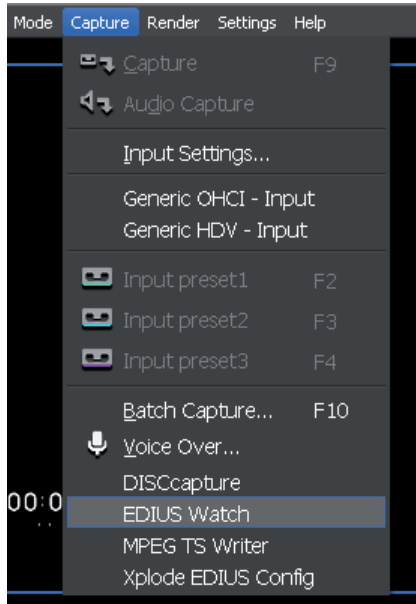 Mode Capture Render Settings Help
Capture F9
Audio Capture
Input Settings...
Generic OHCI - Input
Generic HDV - Input
Input preset1 F2
Input preset2 F3
Input preset3 F4
Batch Capture... F10
Voice Over...
DISCcapture
00:0
EDIUS Watch
MPEG TS Writer
Xplode EDIUS Config